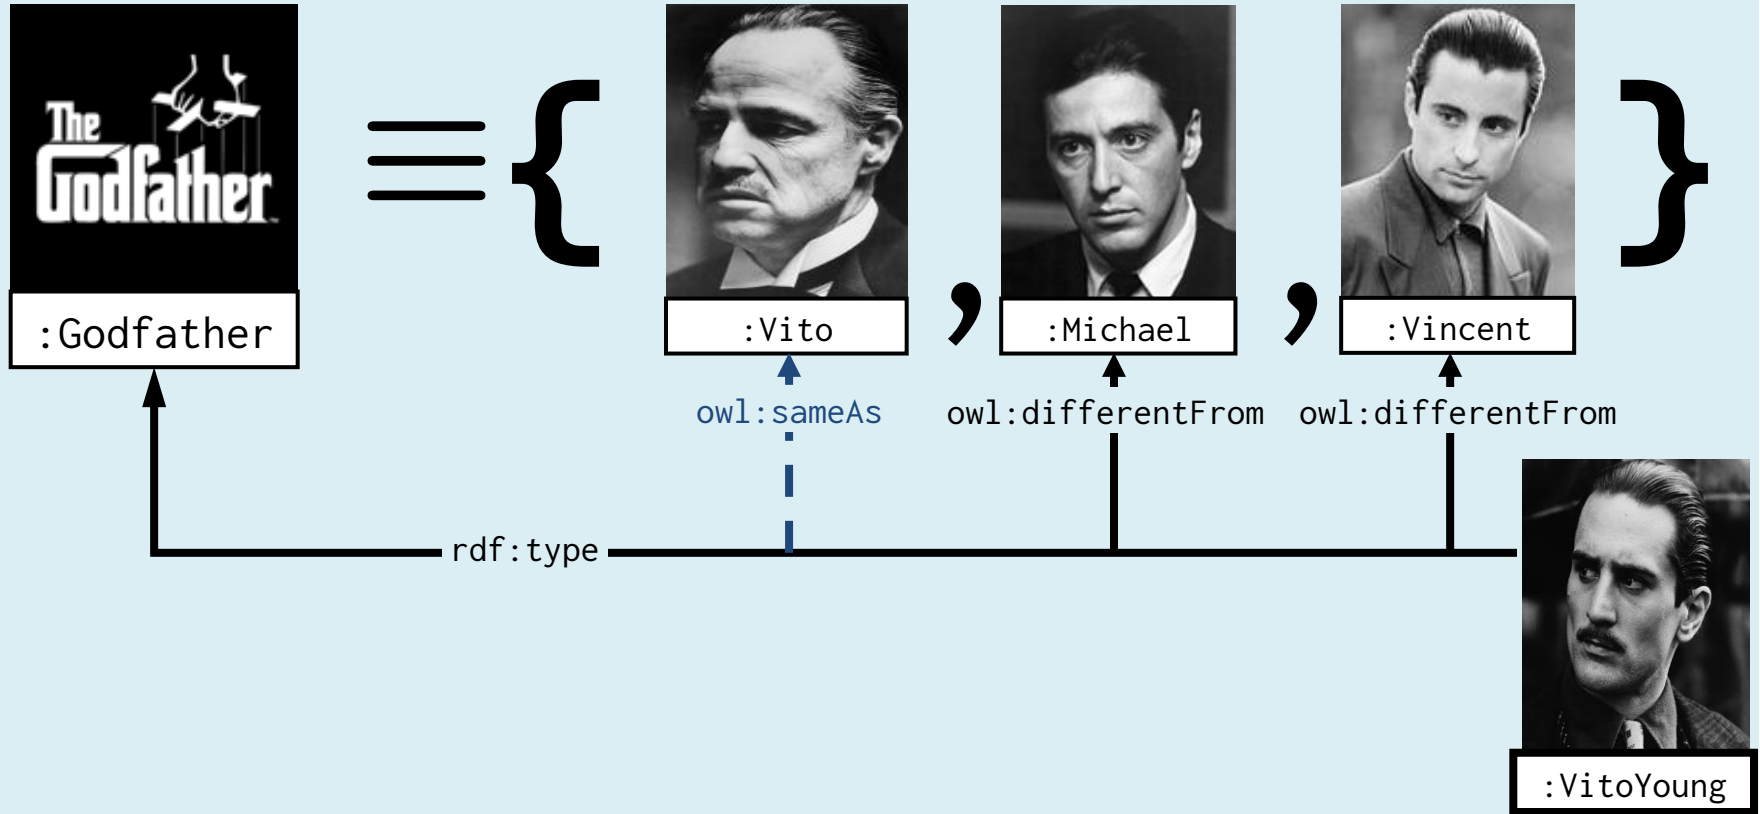 The
Godfather
≡ { , , }
:Godfather
:Vito
:Michael
:Vincent
owl:sameAs
owl:differentFrom
owl:differentFrom
rdf:type
:VitoYoung